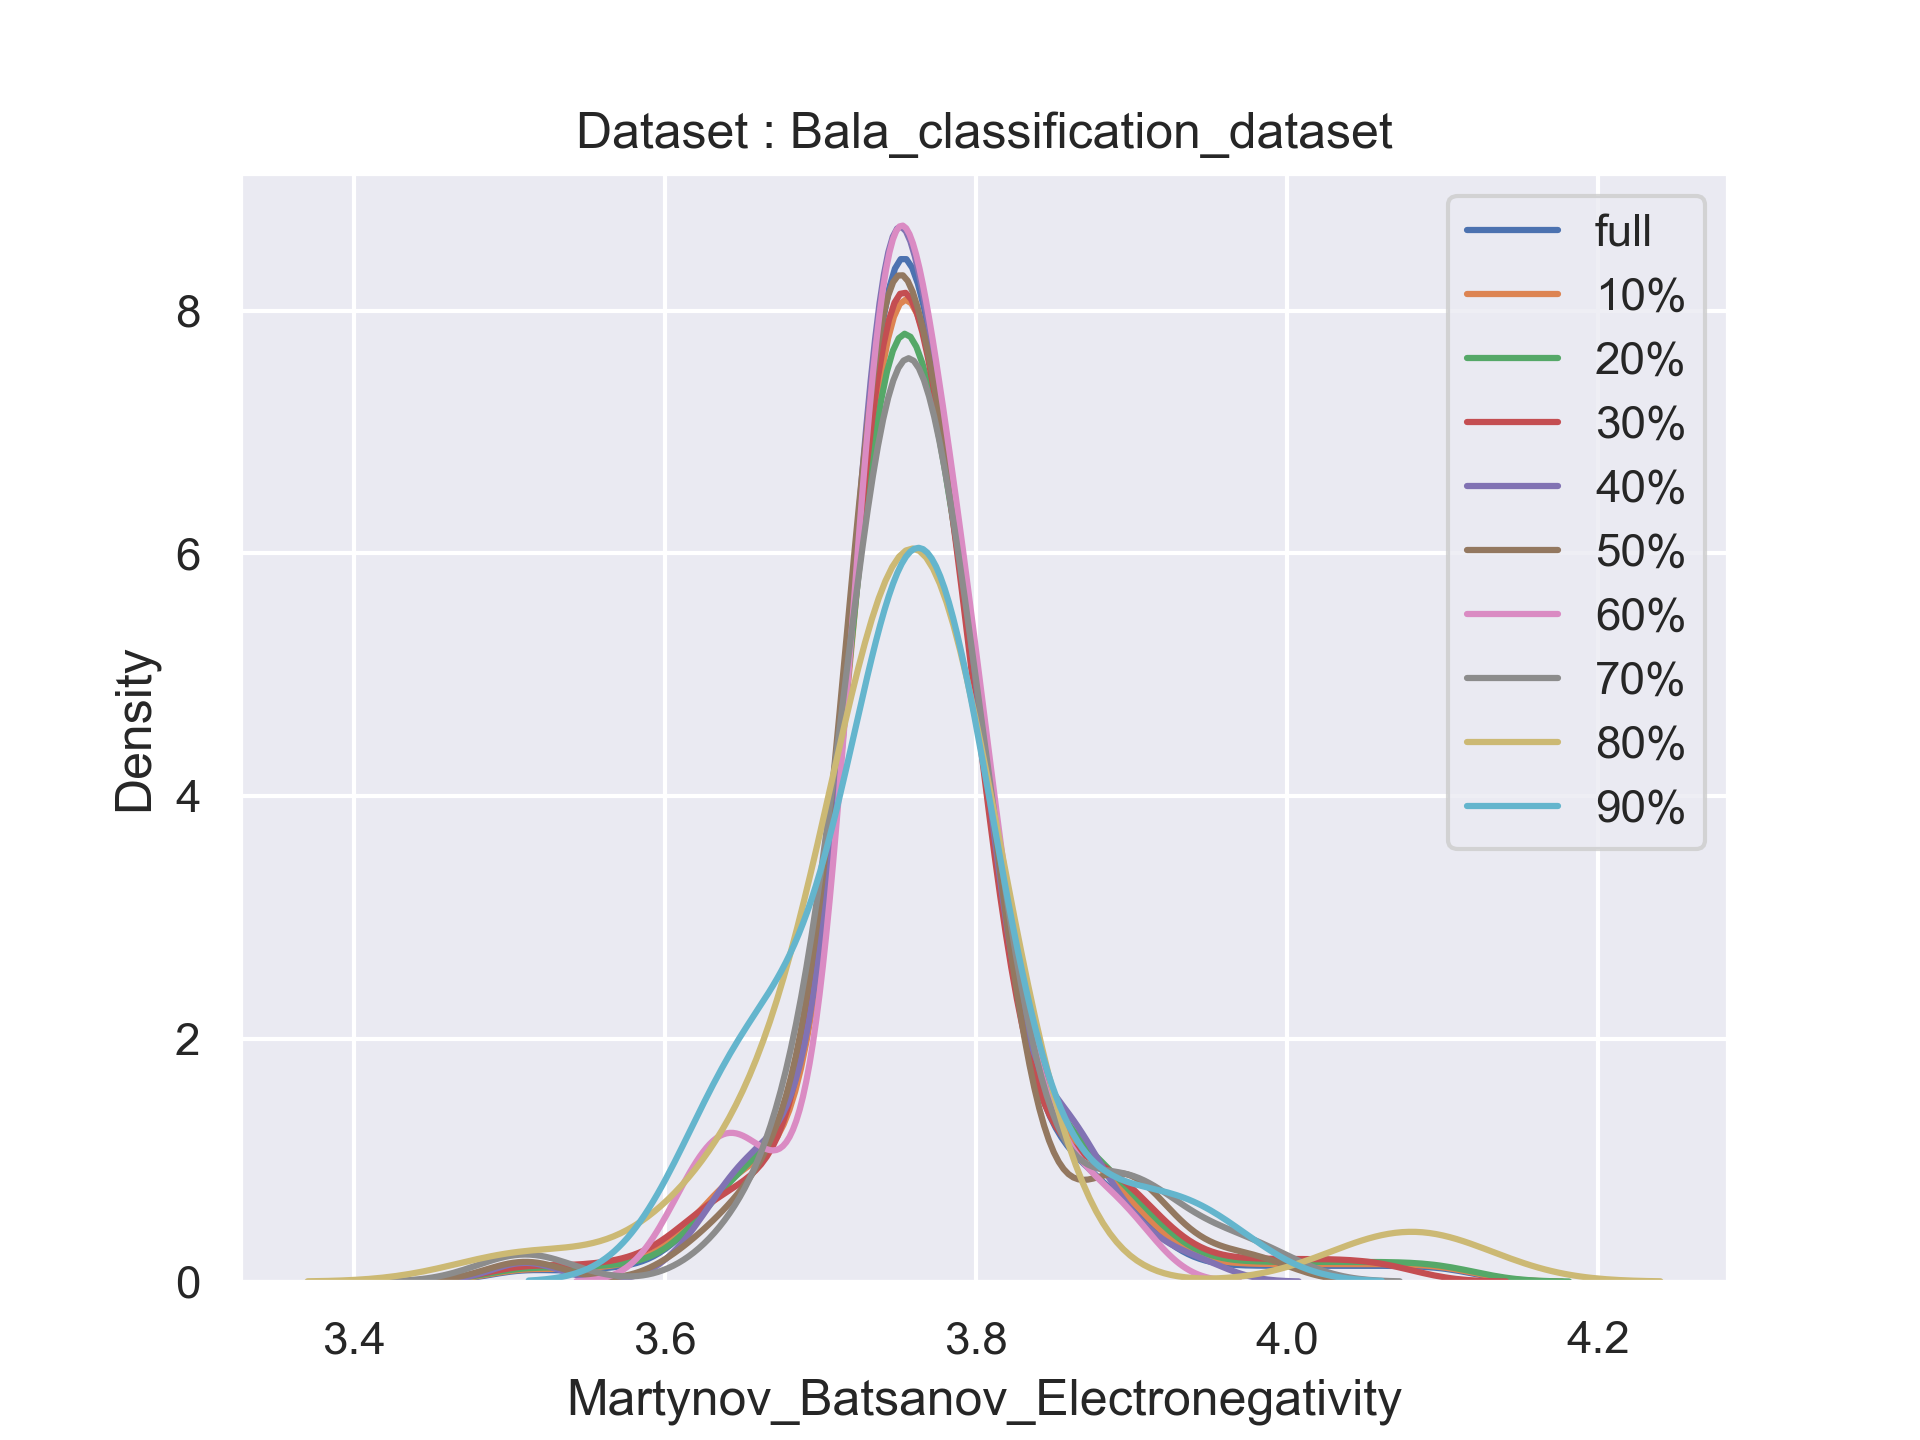 Dataset : Bala_classification_dataset
full
10%
20%
30%
40%
50%
60%
70%
80%
90%
8
6
4
2
0
Density
3.4 3.6 3.8 4.0 4.2
Martynov_Batsanov_Electronegativity